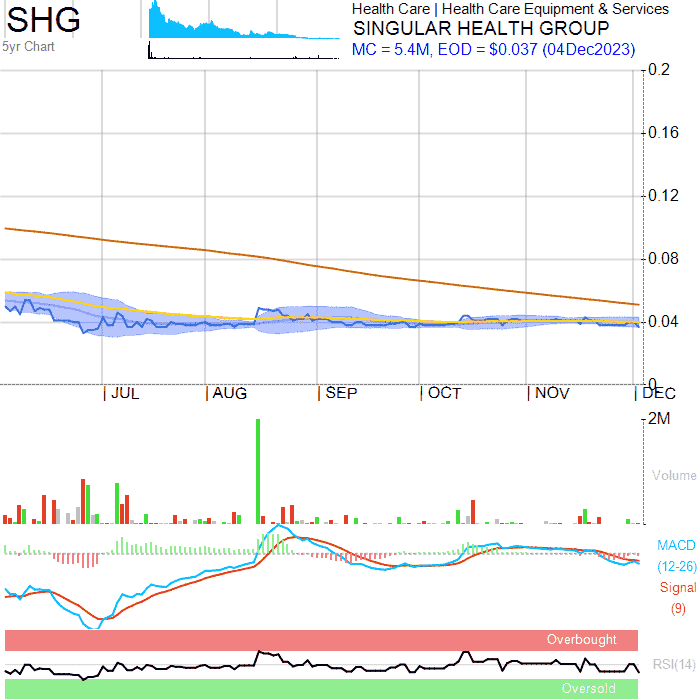 SHG
5yr Chart
Health Care | Health Care Equipment & Services
SINGULAR HEALTH GROUP
MC = 5.4M, EOD = $0.037 (04Dec2023)
0.2
0.16
0.12
0.08
0.04
0
JUL
AUG
SEP
OCT
NOV
DEC
2M
Volume
MACD
(12-26)
Signal
(9)
Overbought
RSI(14)
Oversold